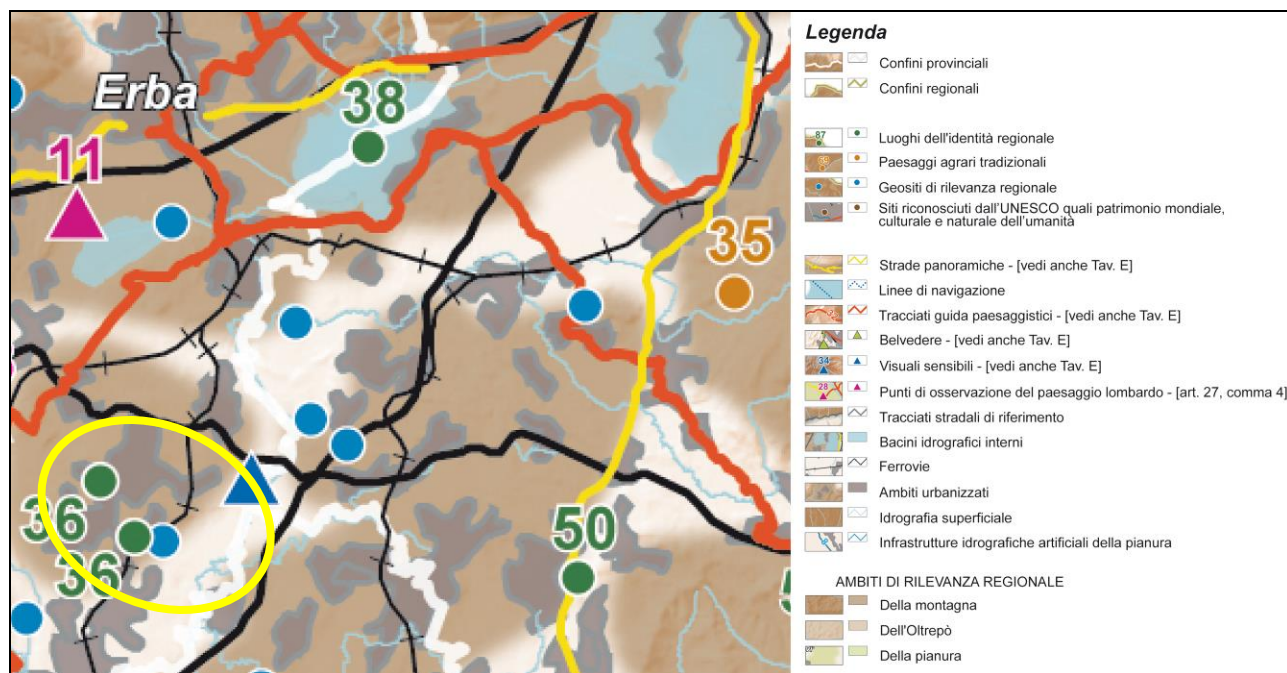 Erba
38
11
35
36
36
50
Legenda
Confini provinciali
Confini regionali
87
Luoghi dell'identità regionale
Paesaggi agrari tradizionali
Geositi di rilevanza regionale
Siti riconosciuti dall'UNESCO quali patrimonio mondiale,
culturale e naturale dell'umanità
Strade panoramiche - [vedi anche Tav. E]
Linee di navigazione
Tracciati guida paesaggistici - [vedi anche Tav. E]
Belvedere - [vedi anche Tav. E]
34
Visuali sensibili - [vedi anche Tav. E]
28
Punti di osservazione del paesaggio lombardo - [art. 27, comma 4]
Tracciati stradali di riferimento
Bacini idrografici interni
Ferrovie
Ambiti urbanizzati
Idrografia superficiale
Infrastrutture idrografiche artificiali della pianura
AMBITI DI RILEVANZA REGIONALE
Della montagna
Dell'Oltrepò
Della pianura